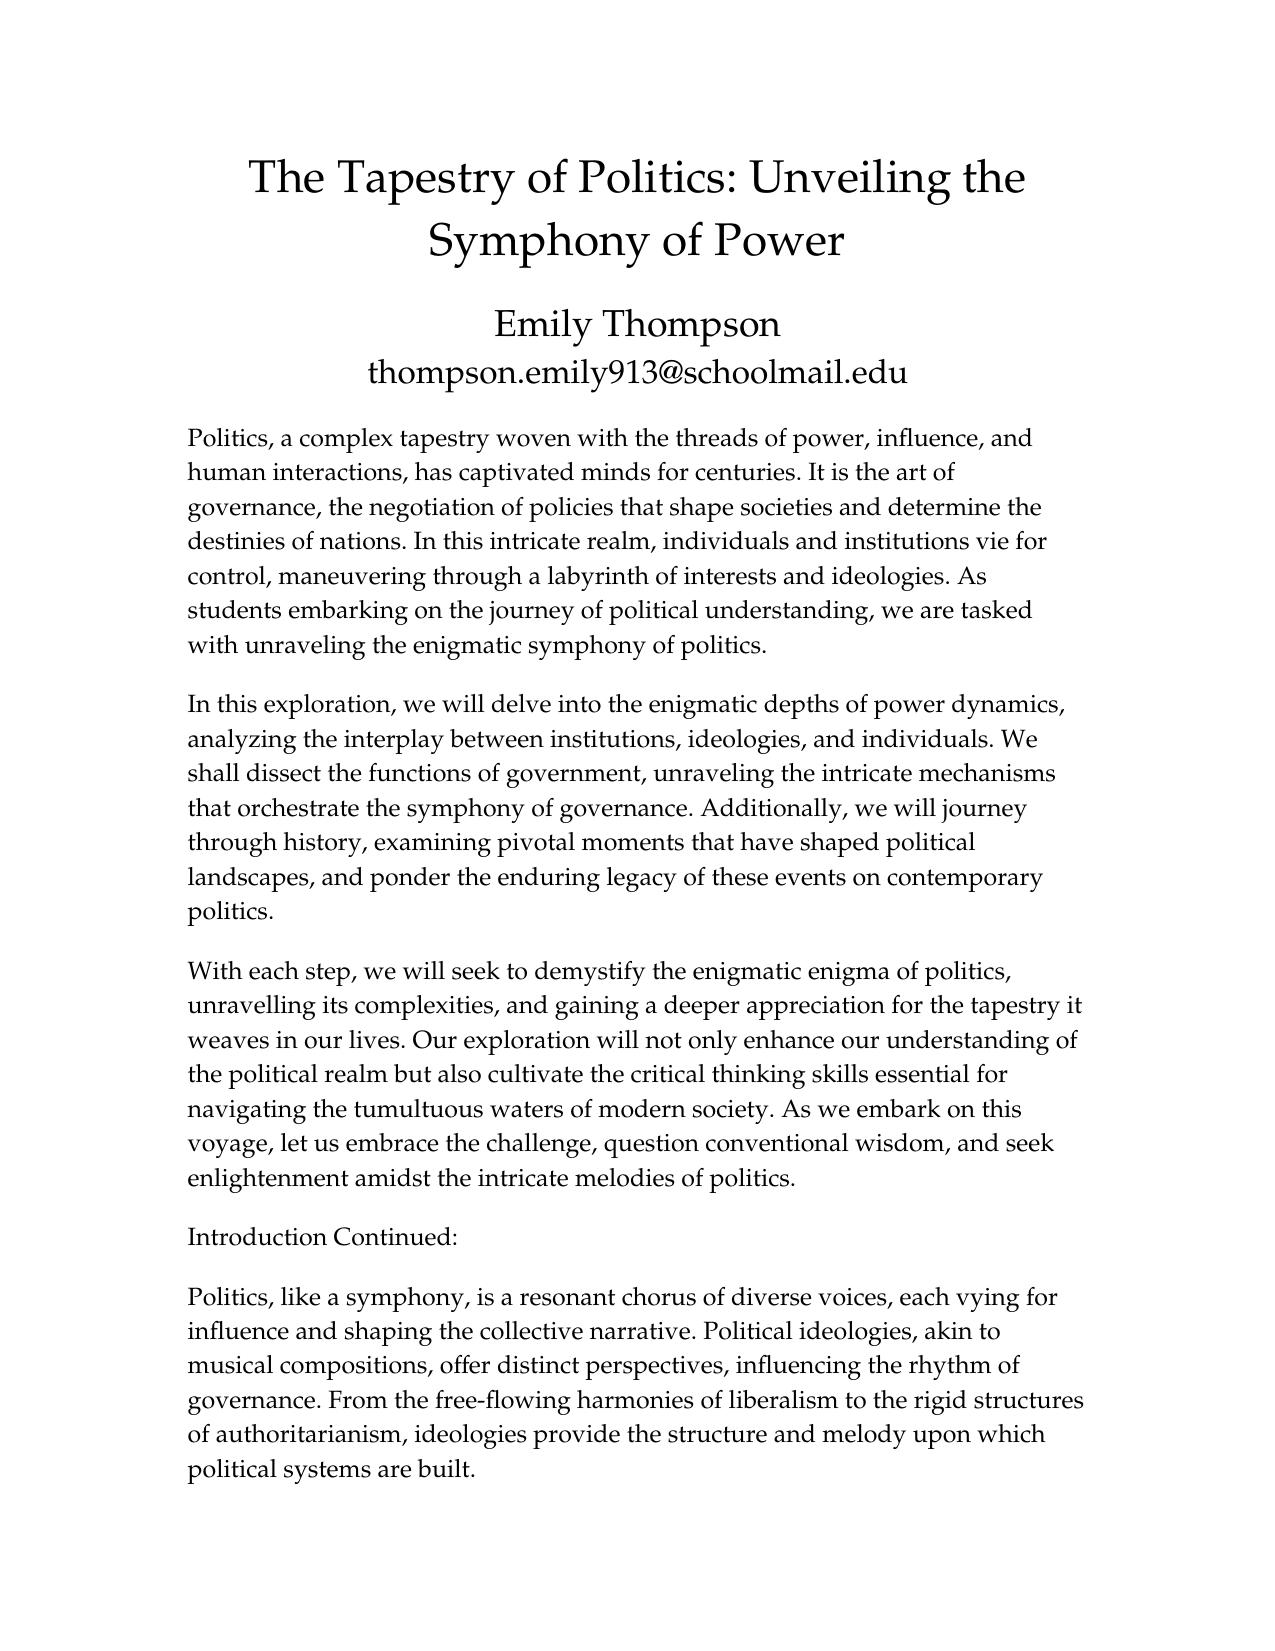 The Tapestry of Politics: Unveiling the
Symphony of Power
Emily Thompson
thompson.emily913@schoolmail.edu
Politics, a complex tapestry woven with the threads of power, influence, and
human interactions, has captivated minds for centuries. It is the art of
governance, the negotiation of policies that shape societies and determine the
destinies of nations. In this intricate realm, individuals and institutions vie for
control, maneuvering through a labyrinth of interests and ideologies. As
students embarking on the journey of political understanding, we are tasked
with unraveling the enigmatic symphony of politics.
In this exploration, we will delve into the enigmatic depths of power dynamics,
analyzing the interplay between institutions, ideologies, and individuals. We
shall dissect the functions of government, unraveling the intricate mechanisms
that orchestrate the symphony of governance. Additionally, we will journey
through history, examining pivotal moments that have shaped political
landscapes, and ponder the enduring legacy of these events on contemporary
politics.
With each step, we will seek to demystify the enigmatic enigma of politics,
unravelling its complexities, and gaining a deeper appreciation for the tapestry it
weaves in our lives. Our exploration will not only enhance our understanding of
the political realm but also cultivate the critical thinking skills essential for
navigating the tumultuous waters of modern society. As we embark on this
voyage, let us embrace the challenge, question conventional wisdom, and seek
enlightenment amidst the intricate melodies of politics.
Introduction Continued:
Politics, like a symphony, is a resonant chorus of diverse voices, each vying for
influence and shaping the collective narrative. Political ideologies, akin to
musical compositions, offer distinct perspectives, influencing the rhythm of
governance. From the free-flowing harmonies of liberalism to the rigid structures
of authoritarianism, ideologies provide the structure and melody upon which
political systems are built.